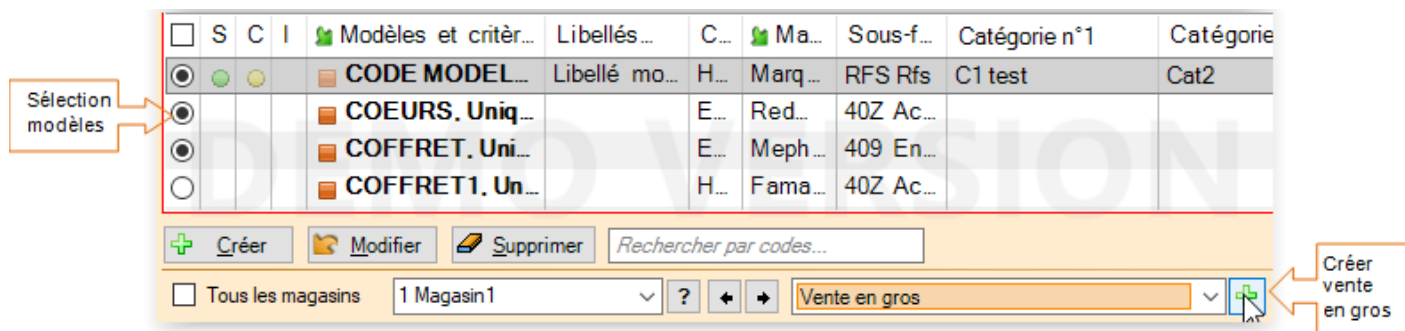 S C I Modèles et critèr... Libellés... C... Ma... Sous-f... Catégorie n°1 Catégorie
CODE MODEL... Libellé mo... H... Marq... RFS Rfs C1 test Cat2
Sélection
modèles
COEURS, Uniq... E... Red... 40Z Ac...
COFFRET, Uni... E... Meph... 409 En...
COFFRET1, Un... H... Fama... 40Z Ac...
DEMO VERSION
Créer Modifier Supprimer Rechercher par codes...
Tous les magasins 1 Magasin1 ? Vente en gros
Créer
vente
en gros